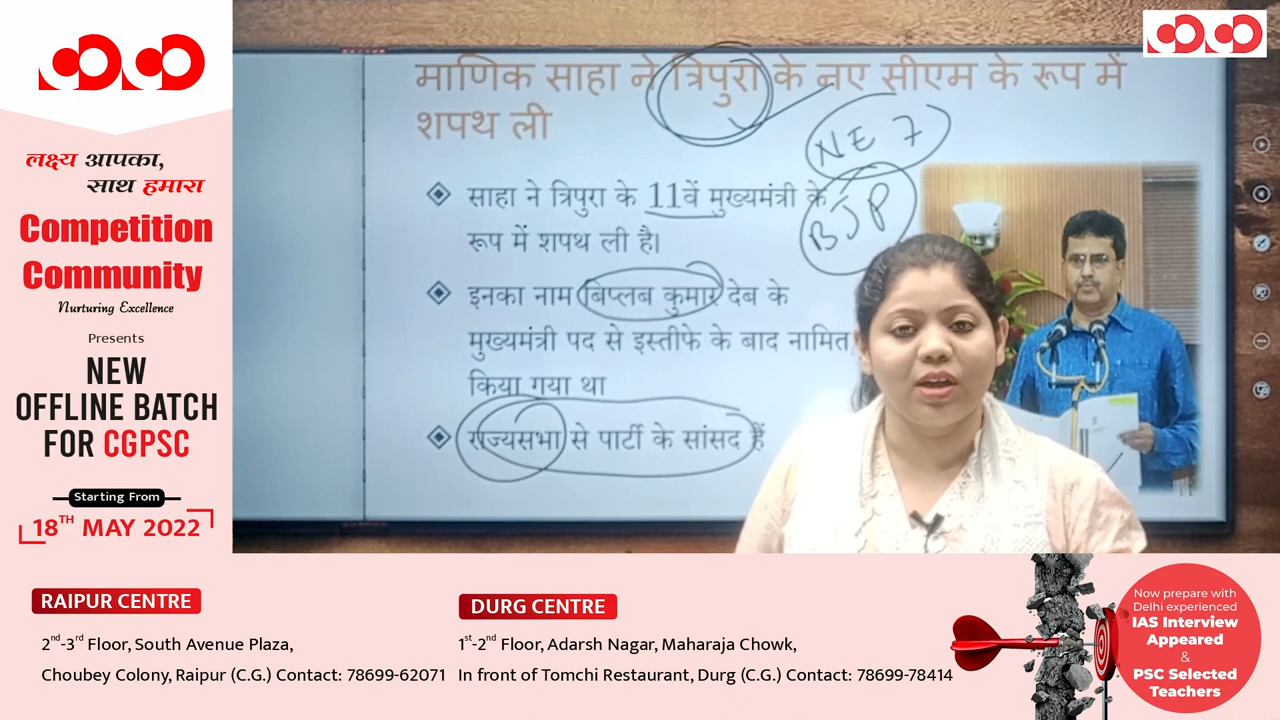 लक्ष्य आपका,
साथ हमारा
Competition
Community
Nurturing Excellence
Presents
NEW
OFFLINE BATCH
FOR CGPSC
Starting From
18TH MAY 2022
माणिक साहा ने त्रिपुरा के नए सीएम के रूप में
शपथ ली
NE 7
BJP
साहा ने त्रिपुरा के 11वें मुख्यमंत्री के
रूप में शपथ ली है।
इनका नाम बिप्लब कुमार देब के
मुख्यमंत्री पद से इस्तीफे के बाद नामित
किया गया था
राज्यसभा से पार्टी के सांसद हैं
RAIPUR CENTRE
2nd-3rd Floor, South Avenue Plaza,
Choubey Colony, Raipur (C.G.) Contact: 78699-62071
DURG CENTRE
1st-2nd Floor, Adarsh Nagar, Maharaja Chowk,
In front of Tomchi Restaurant, Durg (C.G.) Contact: 78699-78414
Now prepare with
Delhi experienced
IAS Interview
Appeared
&
PSC Selected
Teachers